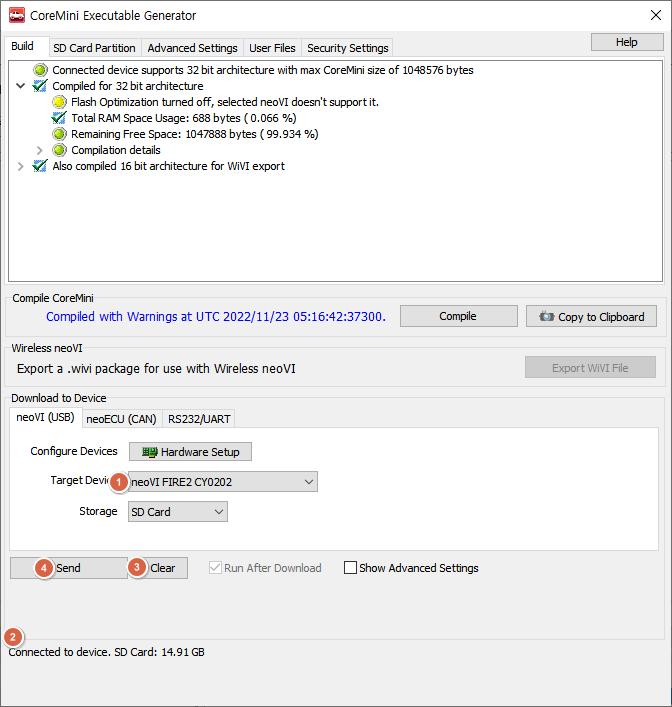 CoreMini Executable Generator
Build SD Card Partition Advanced Settings User Files Security Settings Help
Connected device supports 32 bit architecture with max CoreMini size of 1048576 bytes
Compiled for 32 bit architecture
Flash Optimization turned off, selected neoVI doesn't support it.
Total RAM Space Usage: 688 bytes ( 0.066 %)
Remaining Free Space: 1047888 bytes ( 99.934 %)
Compilation details
Also compiled 16 bit architecture for WiVI export
Compile CoreMini
Compiled with Warnings at UTC 2022/11/23 05:16:42:37300. Compile Copy to Clipboard
Wireless neoVI
Export a .wivi package for use with Wireless neoVI Export WiVI File
Download to Device
neoVI (USB) neoECU (CAN) RS232/UART
Configure Devices Hardware Setup
Target Devic 1 neoVI FIRE2 CY0202
Storage SD Card
4 Send 3 Clear Run After Download Show Advanced Settings
2
Connected to device. SD Card: 14.91 GB